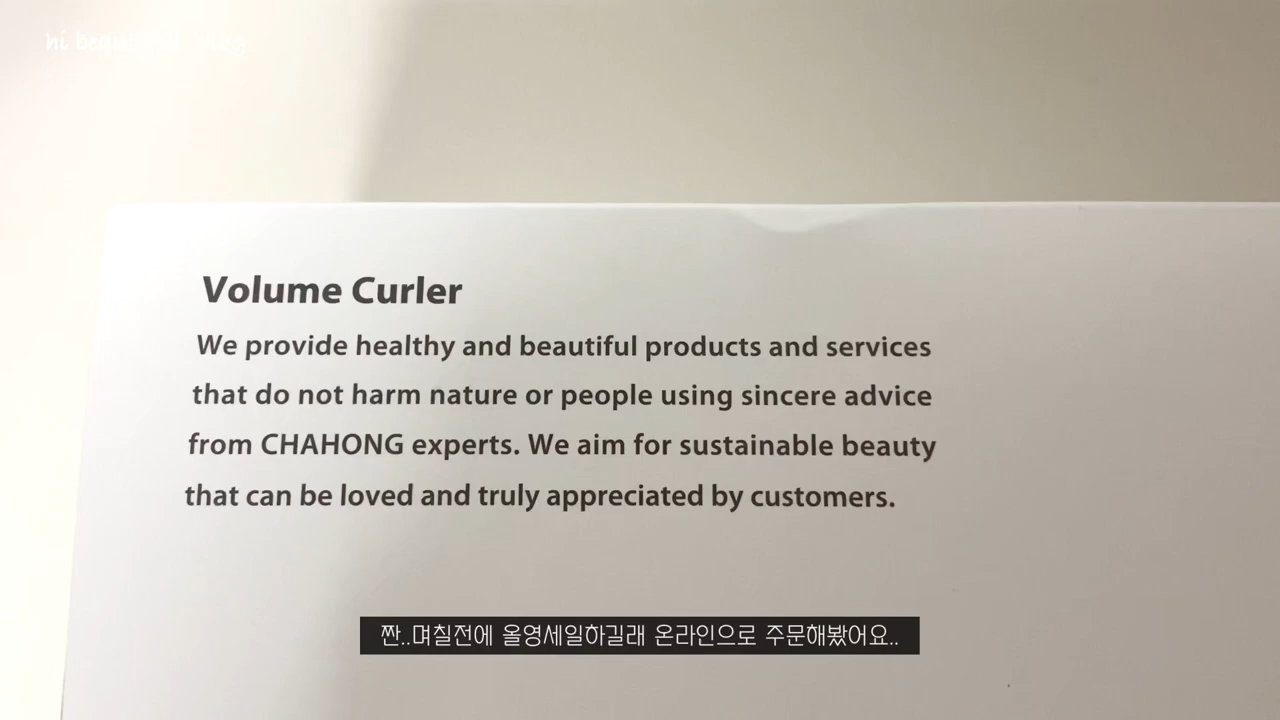 hi
Volume Curler
We provide healthy and beautiful products and services
that do not harm nature or people using sincere advice
from CHAHONG experts. We aim for sustainable beauty
that can be loved and truly appreciated by customers.
짠..며칠전에 올영세일하길래 온라인으로 주문해봤어요..